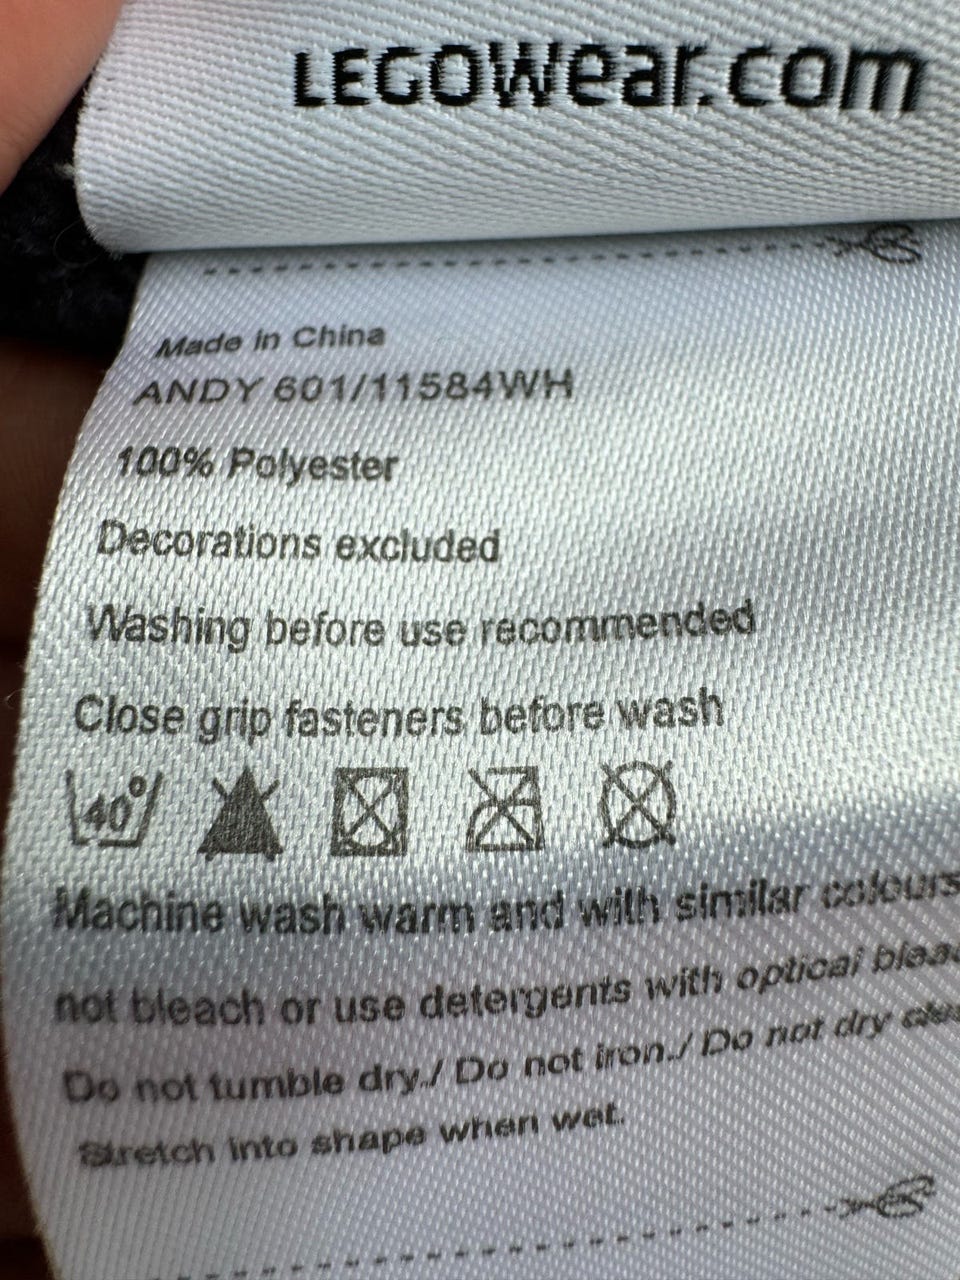 LEGOWear.com
Made in China
ANDY 601/11584WH
100% Polyester
Decorations excluded
Washing before use recommended
Close grip fasteners before wash
40°
Machine wash warm and with similar colours
not bleach or use detergents with optical
Do not tumble dry./ Do not iron./ Do not dry
Stretch into shape when wet.